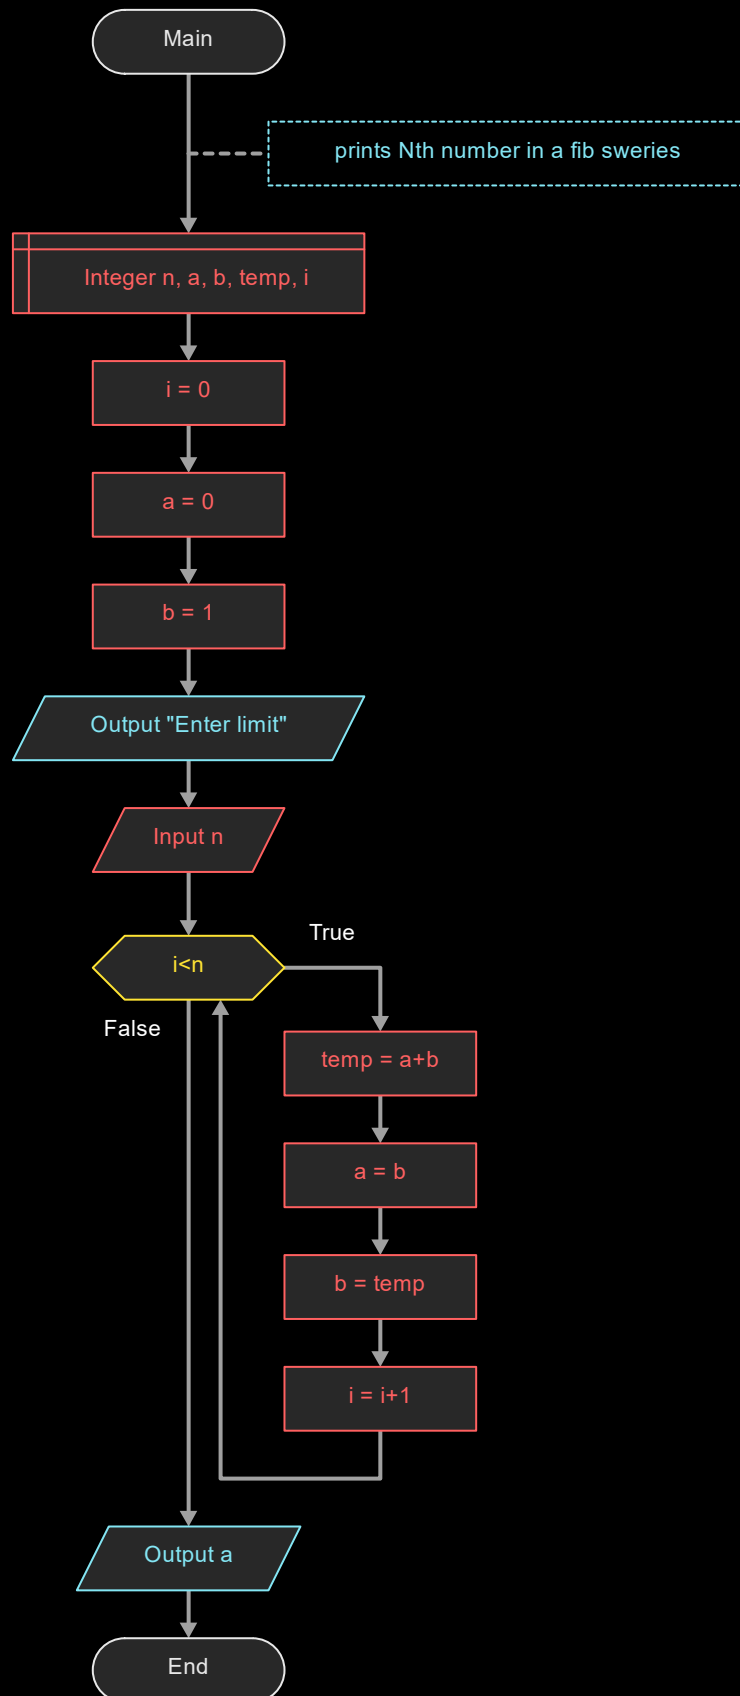 Main
prints Nth number in a fib sweries
Integer n, a, b, temp, i
i = 0
a = 0
b = 1
Output "Enter limit"
Input n
i<n
True
False
temp = a+b
a = b
b = temp
i = i+1
Output a
End